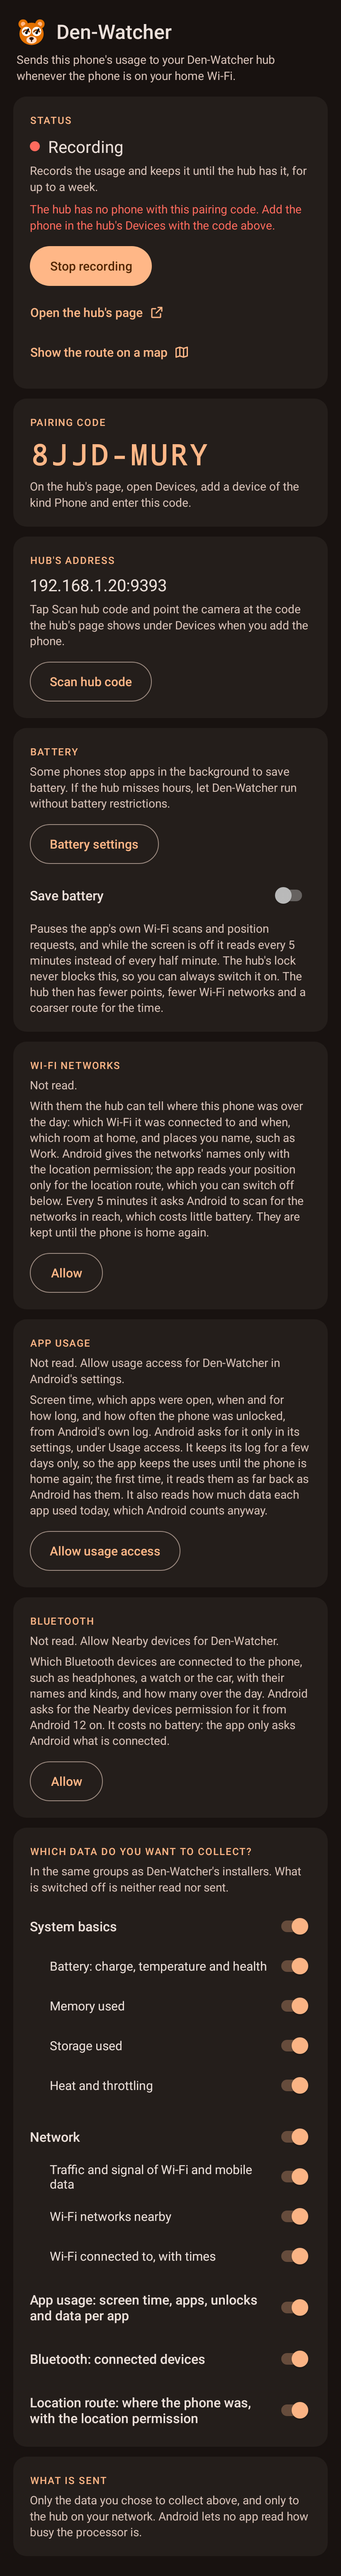 Den-Watcher
Sends this phone's usage to your Den-Watcher hub
whenever the phone is on your home Wi-Fi.
STATUS
Recording
Records the usage and keeps it until the hub has it, for
up to a week.
The hub has no phone with this pairing code. Add the
phone in the hub's Devices with the code above.
Stop recording
Open the hub's page
Show the route on a map
PAIRING CODE
8JJD-MURY
On the hub's page, open Devices, add a device of the
kind Phone and enter this code.
HUB'S ADDRESS
192.168.1.20:9393
Tap Scan hub code and point the camera at the code
the hub's page shows under Devices when you add the
phone.
Scan hub code
BATTERY
Some phones stop apps in the background to save
battery. If the hub misses hours, let Den-Watcher run
without battery restrictions.
Battery settings
Save battery
Pauses the app's own Wi-Fi scans and position
requests, and while the screen is off it reads every 5
minutes instead of every half minute. The hub's lock
never blocks this, so you can always switch it on. The
hub then has fewer points, fewer Wi-Fi networks and a
coarser route for the time.
WI-FI NETWORKS
Not read.
With them the hub can tell where this phone was over
the day: which Wi-Fi it was connected to and when,
which room at home, and places you name, such as
Work. Android gives the networks' names only with
the location permission; the app reads your position
only for the location route, which you can switch off
below. Every 5 minutes it asks Android to scan for the
networks in reach, which costs little battery. They are
kept until the phone is home again.
Allow
APP USAGE
Not read. Allow usage access for Den-Watcher in
Android's settings.
Screen time, which apps were open, when and for
how long, and how often the phone was unlocked,
from Android's own log. Android asks for it only in its
settings, under Usage access. It keeps its log for a few
days only, so the app keeps the uses until the phone is
home again; the first time, it reads them as far back as
Android has them. It also reads how much data each
app used today, which Android counts anyway.
Allow usage access
BLUETOOTH
Not read. Allow Nearby devices for Den-Watcher.
Which Bluetooth devices are connected to the phone,
such as headphones, a watch or the car, with their
names and kinds, and how many over the day. Android
asks for the Nearby devices permission for it from
Android 12 on. It costs no battery: the app only asks
Android what is connected.
Allow
WHICH DATA DO YOU WANT TO COLLECT?
In the same groups as Den-Watcher's installers. What
is switched off is neither read nor sent.
System basics
Battery: charge, temperature and health
Memory used
Storage used
Heat and throttling
Network
Traffic and signal of Wi-Fi and mobile
data
Wi-Fi networks nearby
Wi-Fi connected to, with times
App usage: screen time, apps, unlocks
and data per app
Bluetooth: connected devices
Location route: where the phone was,
with the location permission
WHAT IS SENT
Only the data you chose to collect above, and only to
the hub on your network. Android lets no app read how
busy the processor is.